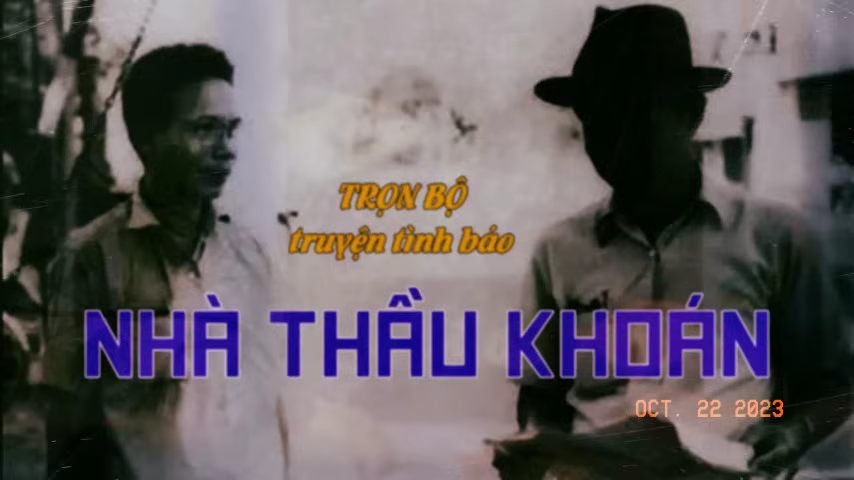 TRỌN BỘ
truyện tình báo
NHÀ THẦU KHOÁN
OCT. 22 2023